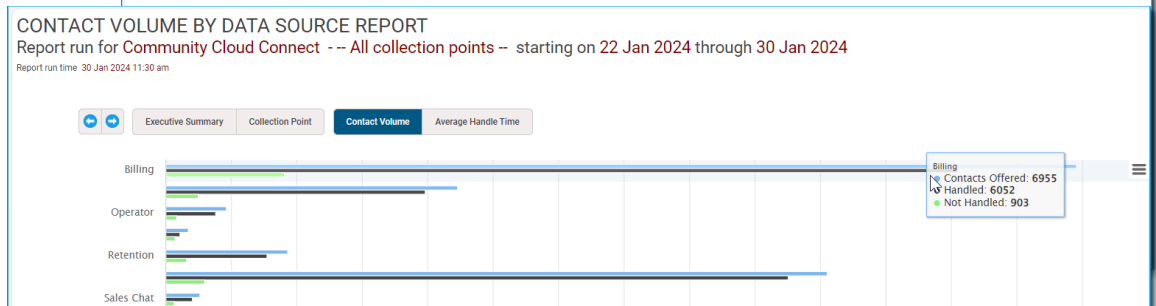 CONTACT VOLUME BY DATA SOURCE REPORT
Report run for Community Cloud Connect - -- All collection points -- starting on 22 Jan 2024 through 30 Jan 2024
Report run time 30 Jan 2024 11:30 am
Executive Summary Collection Point Contact Volume Average Handle Time
Billing
Billing
Contacts Offered: 6955
Handled: 6052
Not Handled: 903
Operator
Retention
Sales Chat